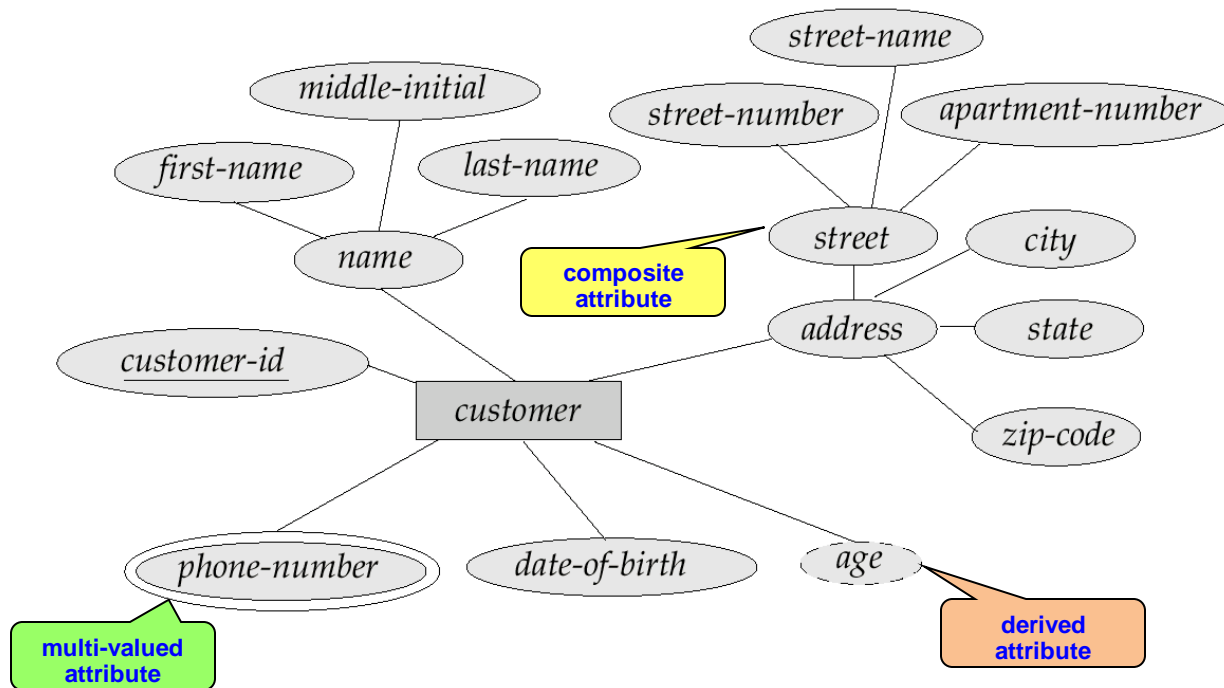 street-name
middle-initial
street-number
apartment-number
first-name
last-name
name
street
city
composite
attribute
address
state
customer-id
customer
zip-code
phone-number
date-of-birth
age
multi-valued
attribute
derived
attribute